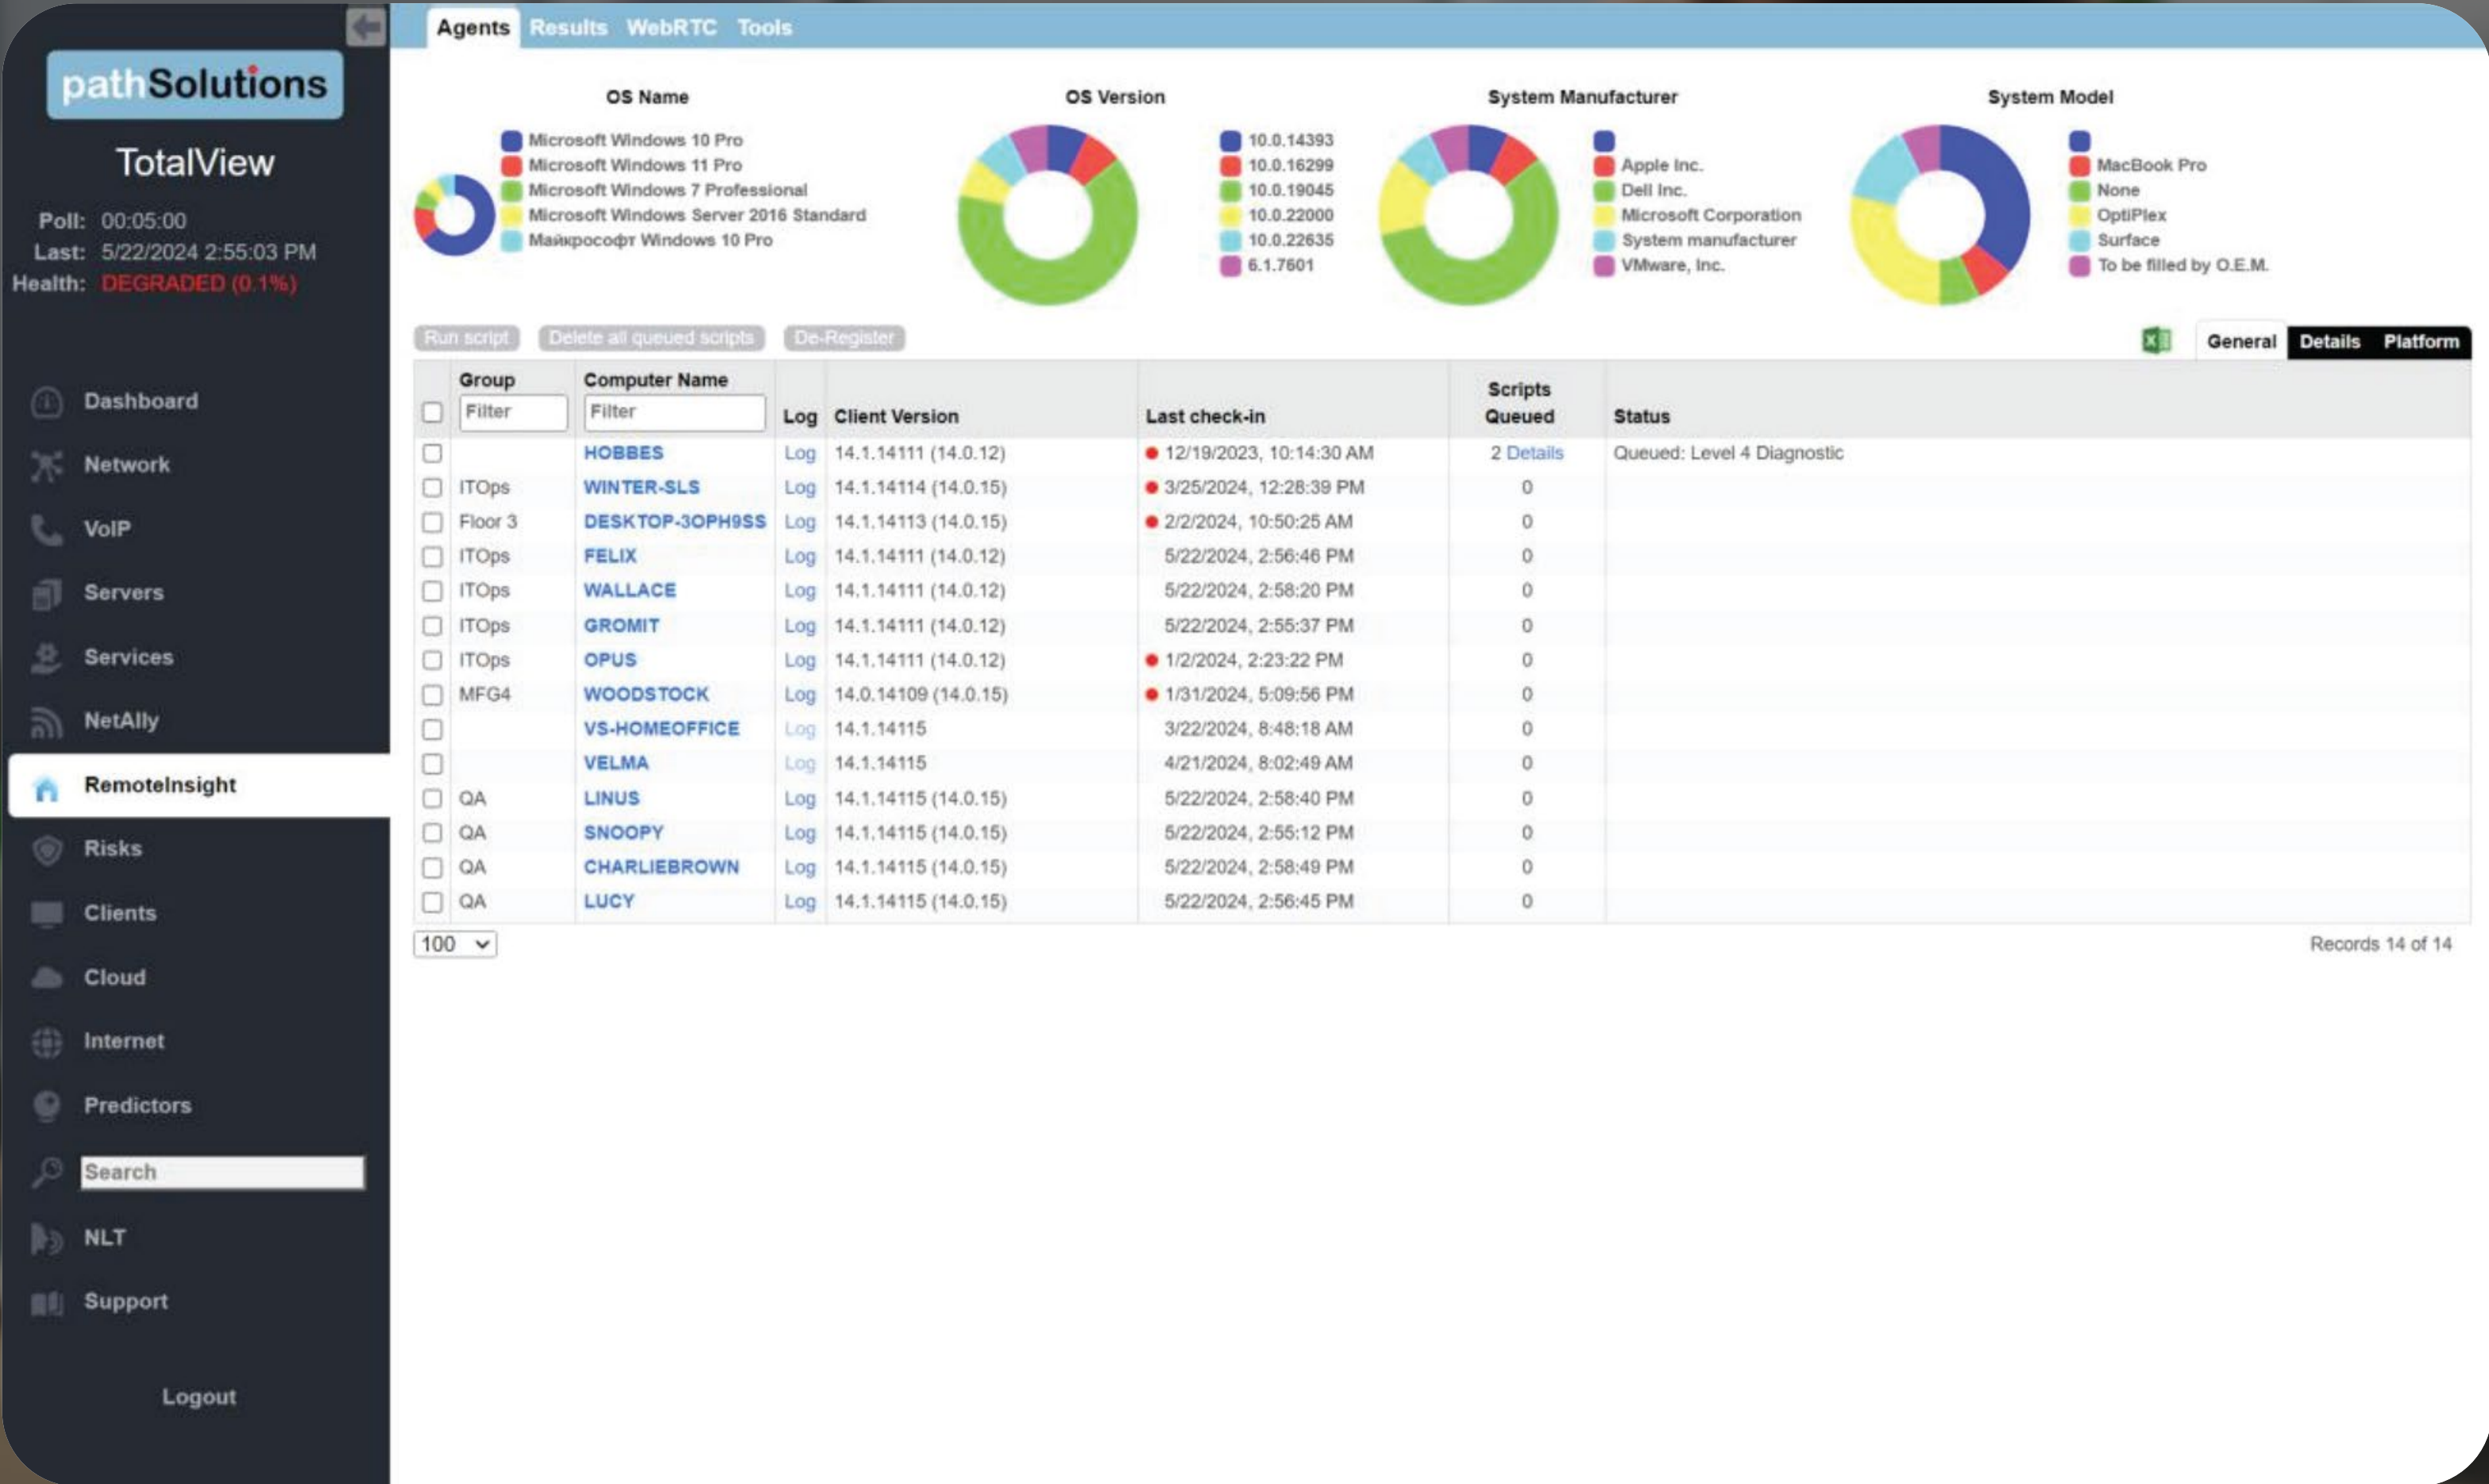 pathSolutions
TotalView
Poll: 00:05:00
Last: 5/22/2024 2:55:03 PM
Health: DEGRADED (0.1%)
Dashboard
Network
VoIP
Servers
Services
NetAlly
RemoteInsight
Risks
Clients
Cloud
Internet
Predictors
Search
NLT
Support
Logout
Agents Results WebRTC Tools
OS Name
Microsoft Windows 10 Pro
Microsoft Windows 11 Pro
Microsoft Windows 7 Professional
Microsoft Windows Server 2016 Standard
Майкрософт Windows 10 Pro
OS Version
10.0.14393
10.0.16299
10.0.19045
10.0.22000
10.0.22635
6.1.7601
System Manufacturer
Apple Inc.
Dell Inc.
Microsoft Corporation
System manufacturer
VMware, Inc.
System Model
MacBook Pro
None
OptiPlex
Surface
To be filled by O.E.M.
Run script Delete all queued scripts De-Register
General Details Platform
Group Computer Name Log Client Version Last check-in Scripts Queued Status
Filter Filter
HOBBES Log 14.1.14111 (14.0.12) 12/19/2023, 10:14:30 AM 2 Details Queued: Level 4 Diagnostic
ITOps WINTER-SLS Log 14.1.14114 (14.0.15) 3/25/2024, 12:28:39 PM 0
Floor 3 DESKTOP-3OPH9SS Log 14.1.14113 (14.0.15) 2/2/2024, 10:50:25 AM 0
ITOps FELIX Log 14.1.14111 (14.0.12) 5/22/2024, 2:56:46 PM 0
ITOps WALLACE Log 14.1.14111 (14.0.12) 5/22/2024, 2:58:20 PM 0
ITOps GROMIT Log 14.1.14111 (14.0.12) 5/22/2024, 2:55:37 PM 0
ITOps OPUS Log 14.1.14111 (14.0.12) 1/2/2024, 2:23:22 PM 0
MFG4 WOODSTOCK Log 14.0.14109 (14.0.15) 1/31/2024, 5:09:56 PM 0
VS-HOMEOFFICE Log 14.1.14115 3/22/2024, 8:48:18 AM 0
VELMA Log 14.1.14115 4/21/2024, 8:02:49 AM 0
QA LINUS Log 14.1.14115 (14.0.15) 5/22/2024, 2:58:40 PM 0
QA SNOOPY Log 14.1.14115 (14.0.15) 5/22/2024, 2:55:12 PM 0
QA CHARLIEBROWN Log 14.1.14115 (14.0.15) 5/22/2024, 2:58:49 PM 0
QA LUCY Log 14.1.14115 (14.0.15) 5/22/2024, 2:56:45 PM 0
100
Records 14 of 14